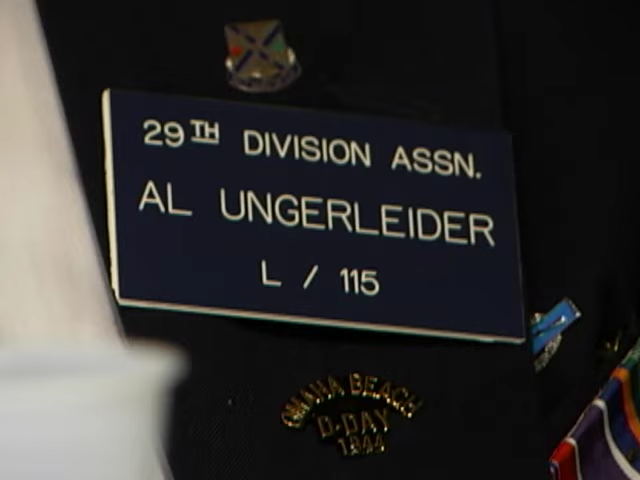 29TH DIVISION ASSN.
AL UNGERLEIDER
L / 115
OMAHA BEACH
D-DAY
1944